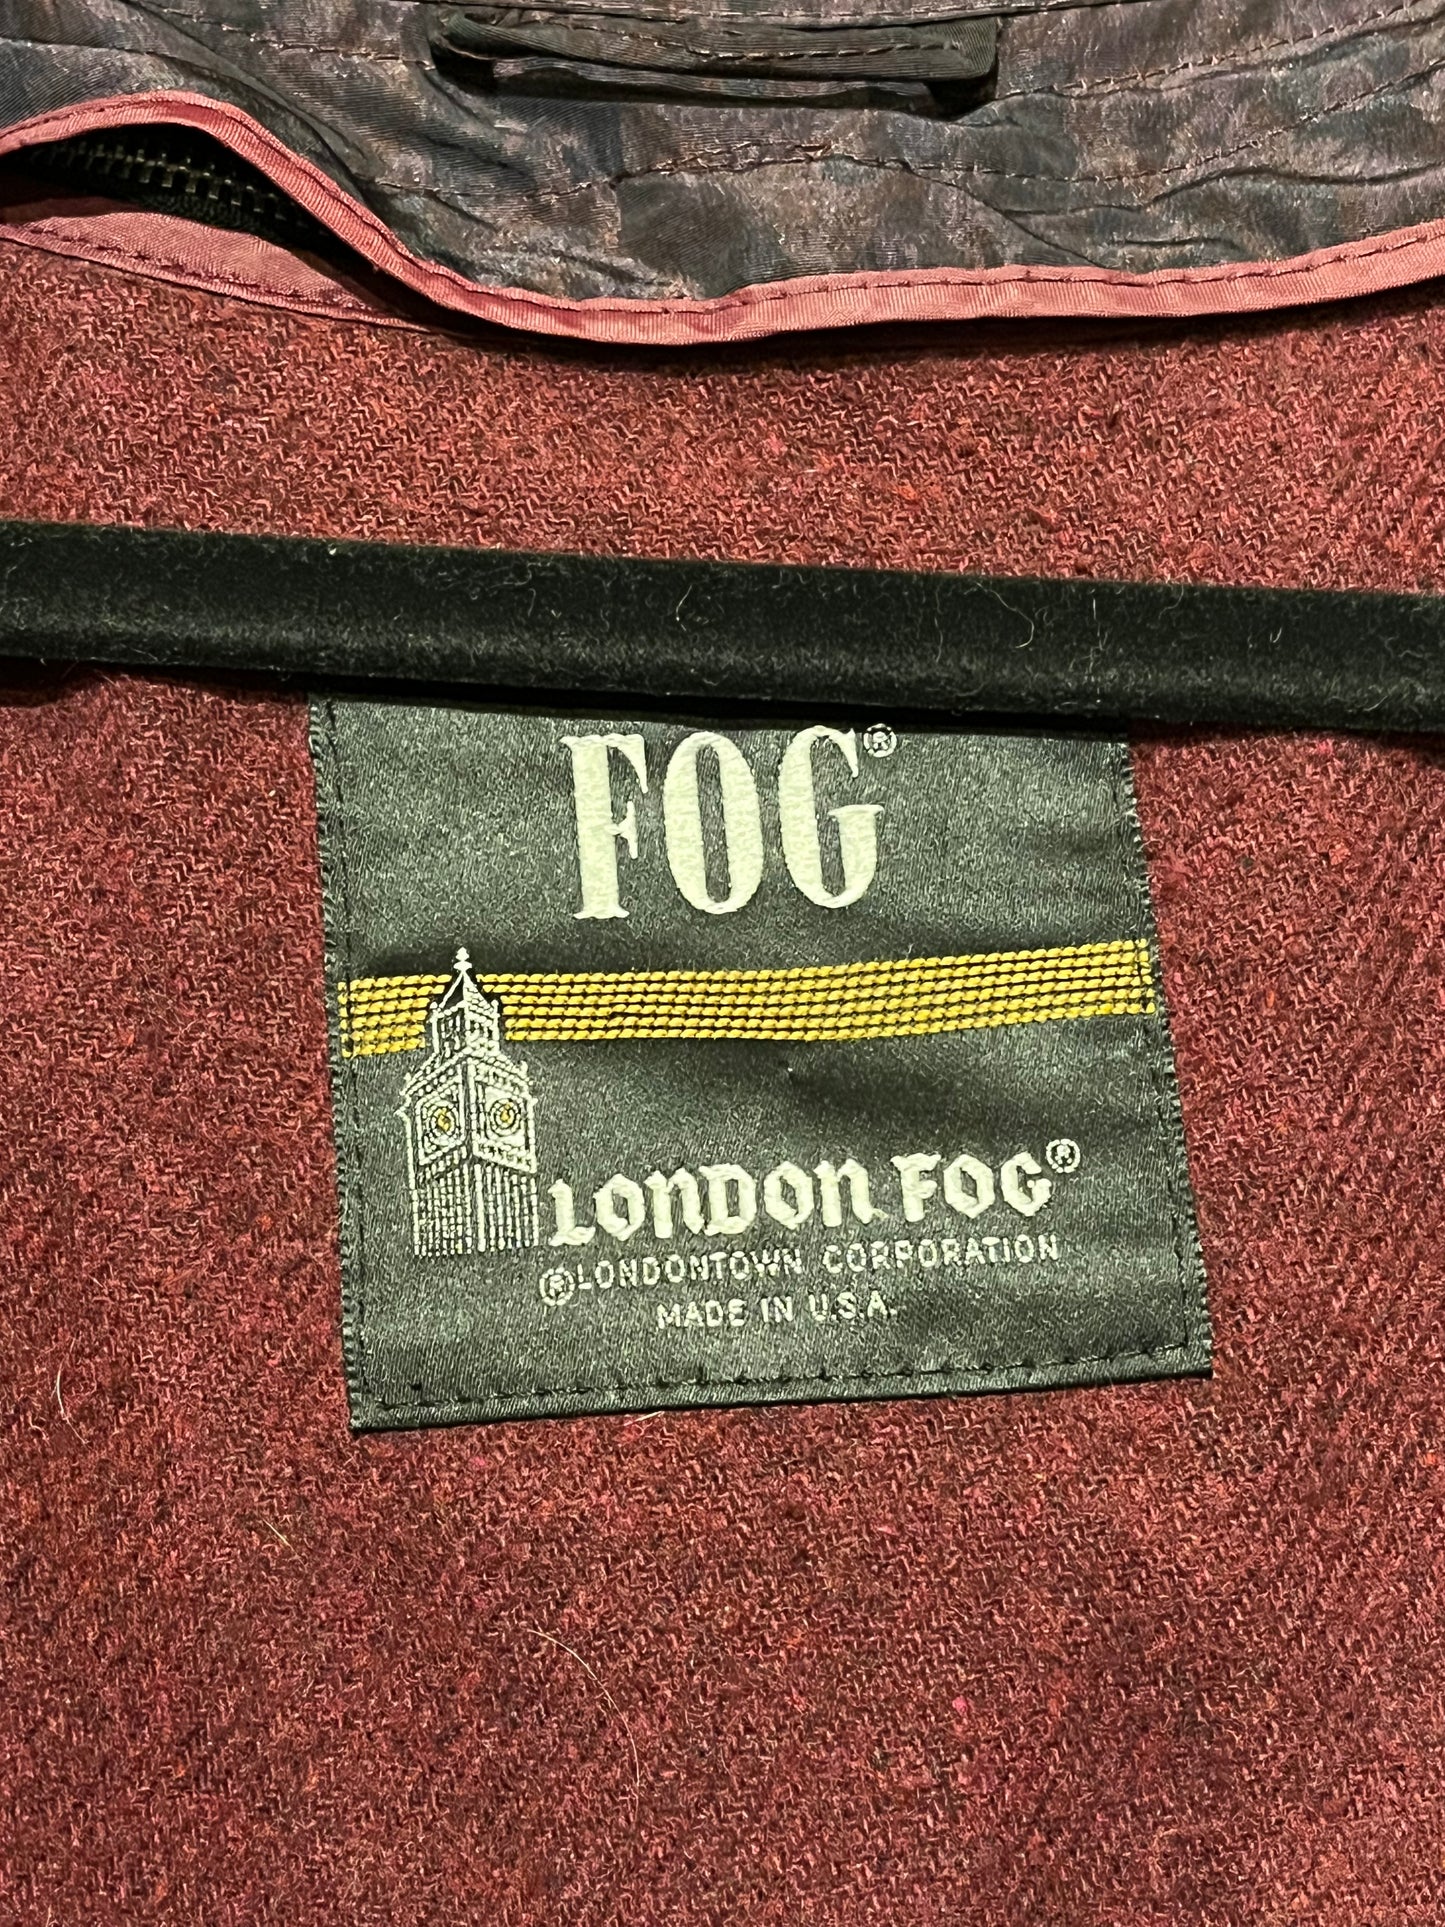 FOG®
LONDON FOG®
®LONDONTOWN CORPORATION
MADE IN U.S.A.